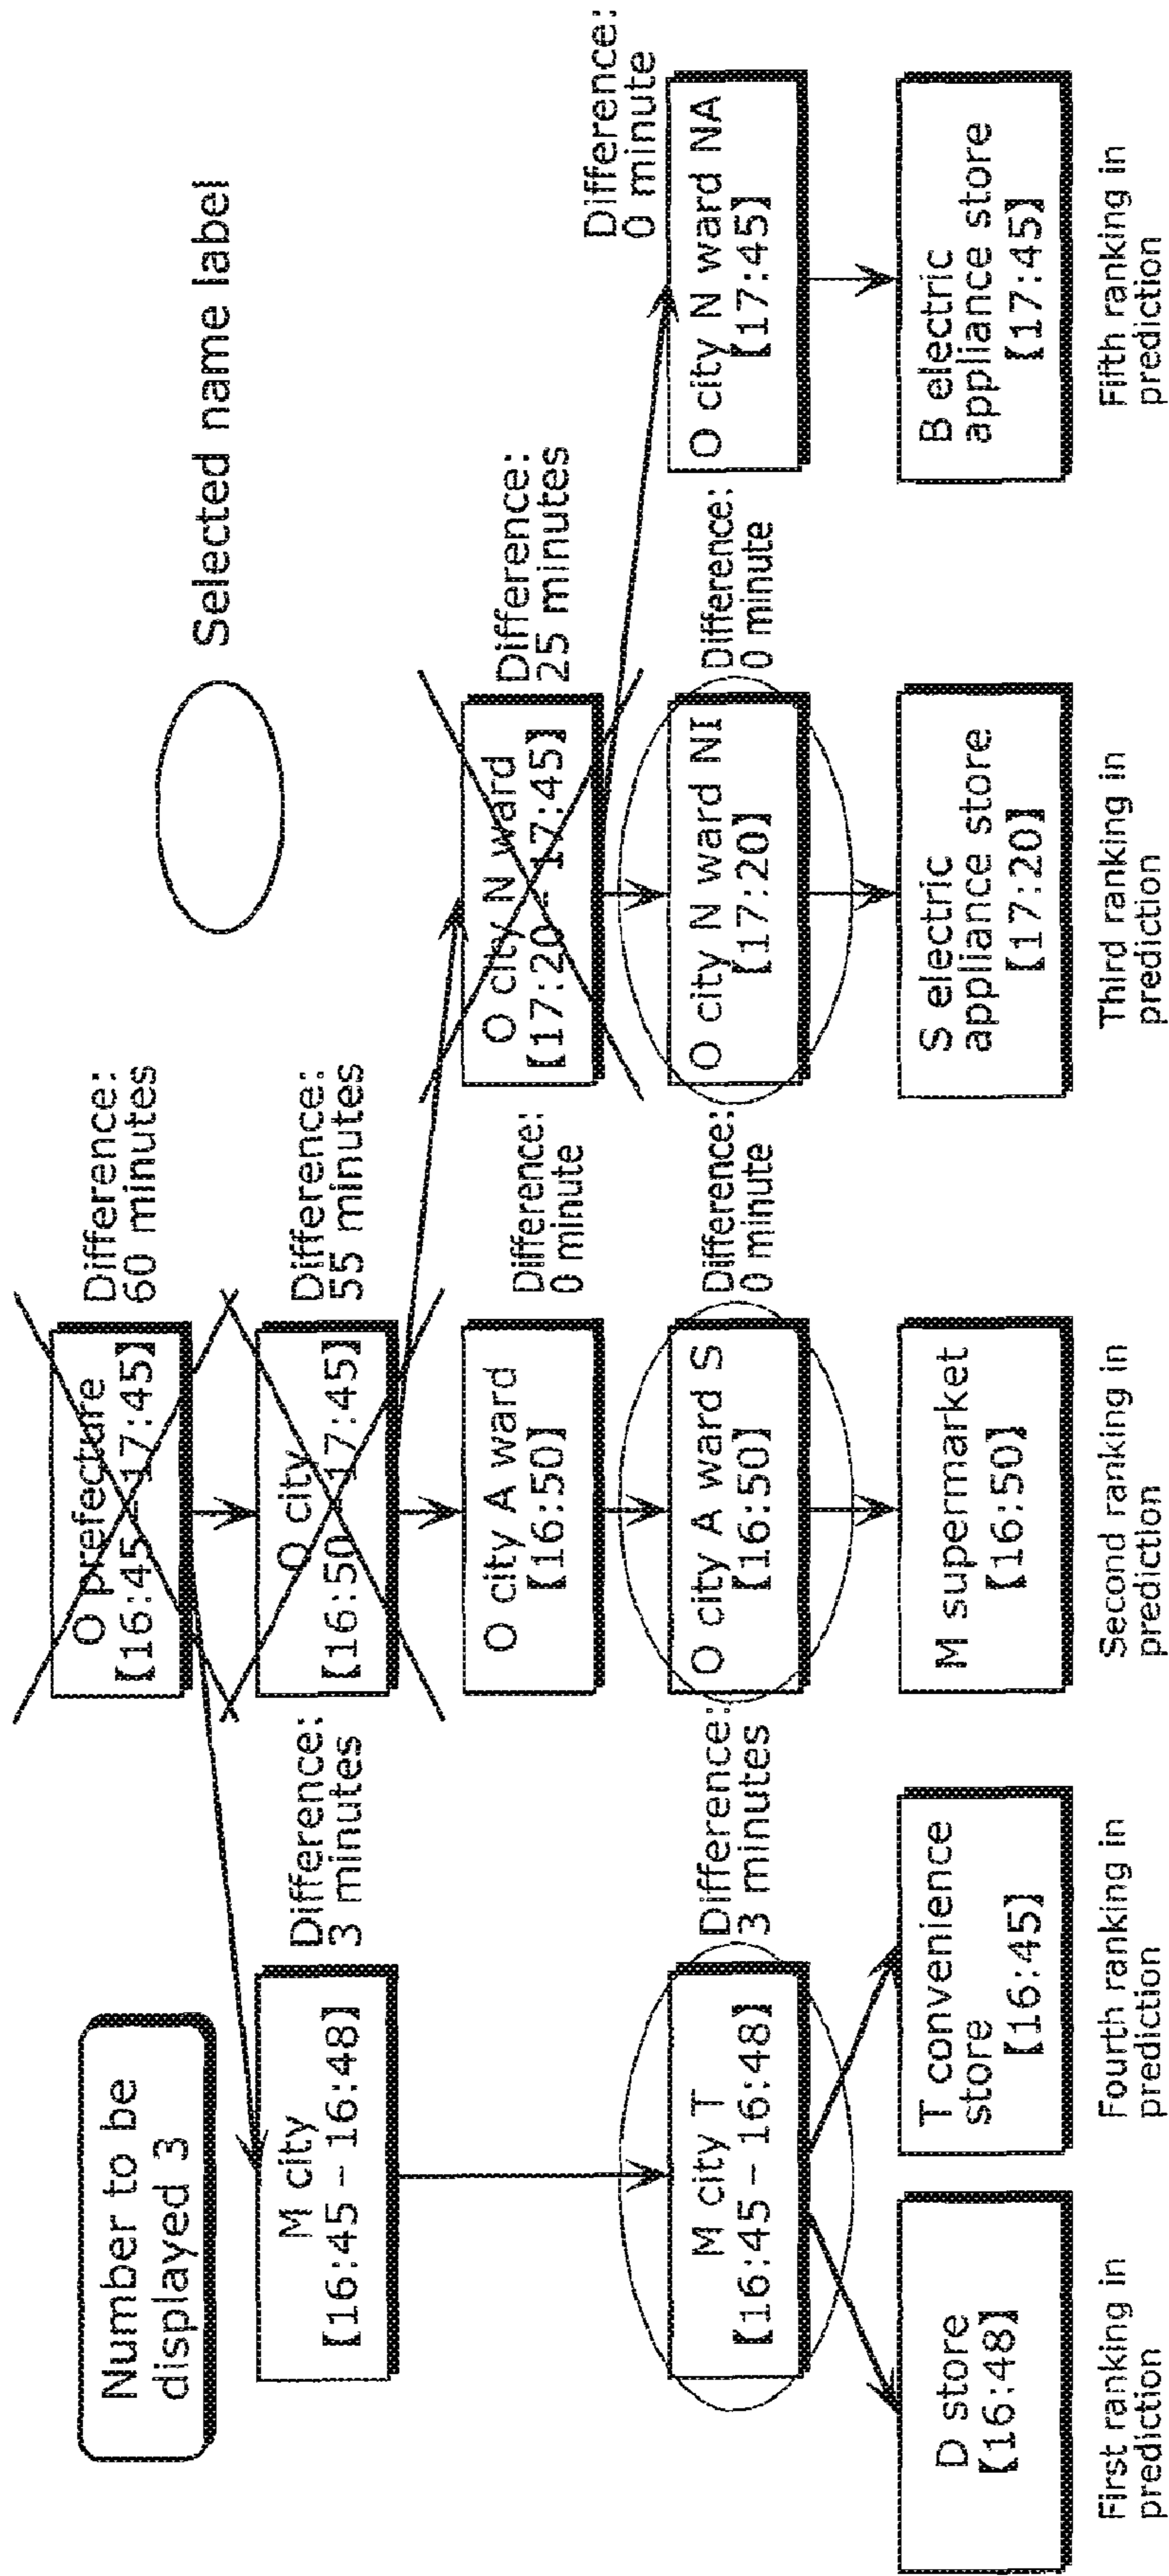 Number to be
displayed 3
Selected name label
O prefecture
【16:45–17:45】
Difference:
60 minutes
M city
【16:45 – 16:48】
Difference:
3 minutes
O city
【16:50–17:45】
Difference:
55 minutes
O city A ward
【16:50】
Difference:
0 minute
O city N ward
【17:20– 17:45】
Difference:
25 minutes
M city T
【16:45 – 16:48】
Difference:
3 minutes
O city A ward S
【16:50】
Difference:
0 minute
O city N ward NI
【17:20】
Difference:
0 minute
O city N ward NA
【17:45】
Difference:
0 minute
D store
【16:48】
T convenience
store
【16:45】
M supermarket
【16:50】
S electric
appliance store
【17:20】
B electric
appliance store
【17:45】
First ranking in
prediction
Fourth ranking in
prediction
Second ranking in
prediction
Third ranking in
prediction
Fifth ranking in
prediction